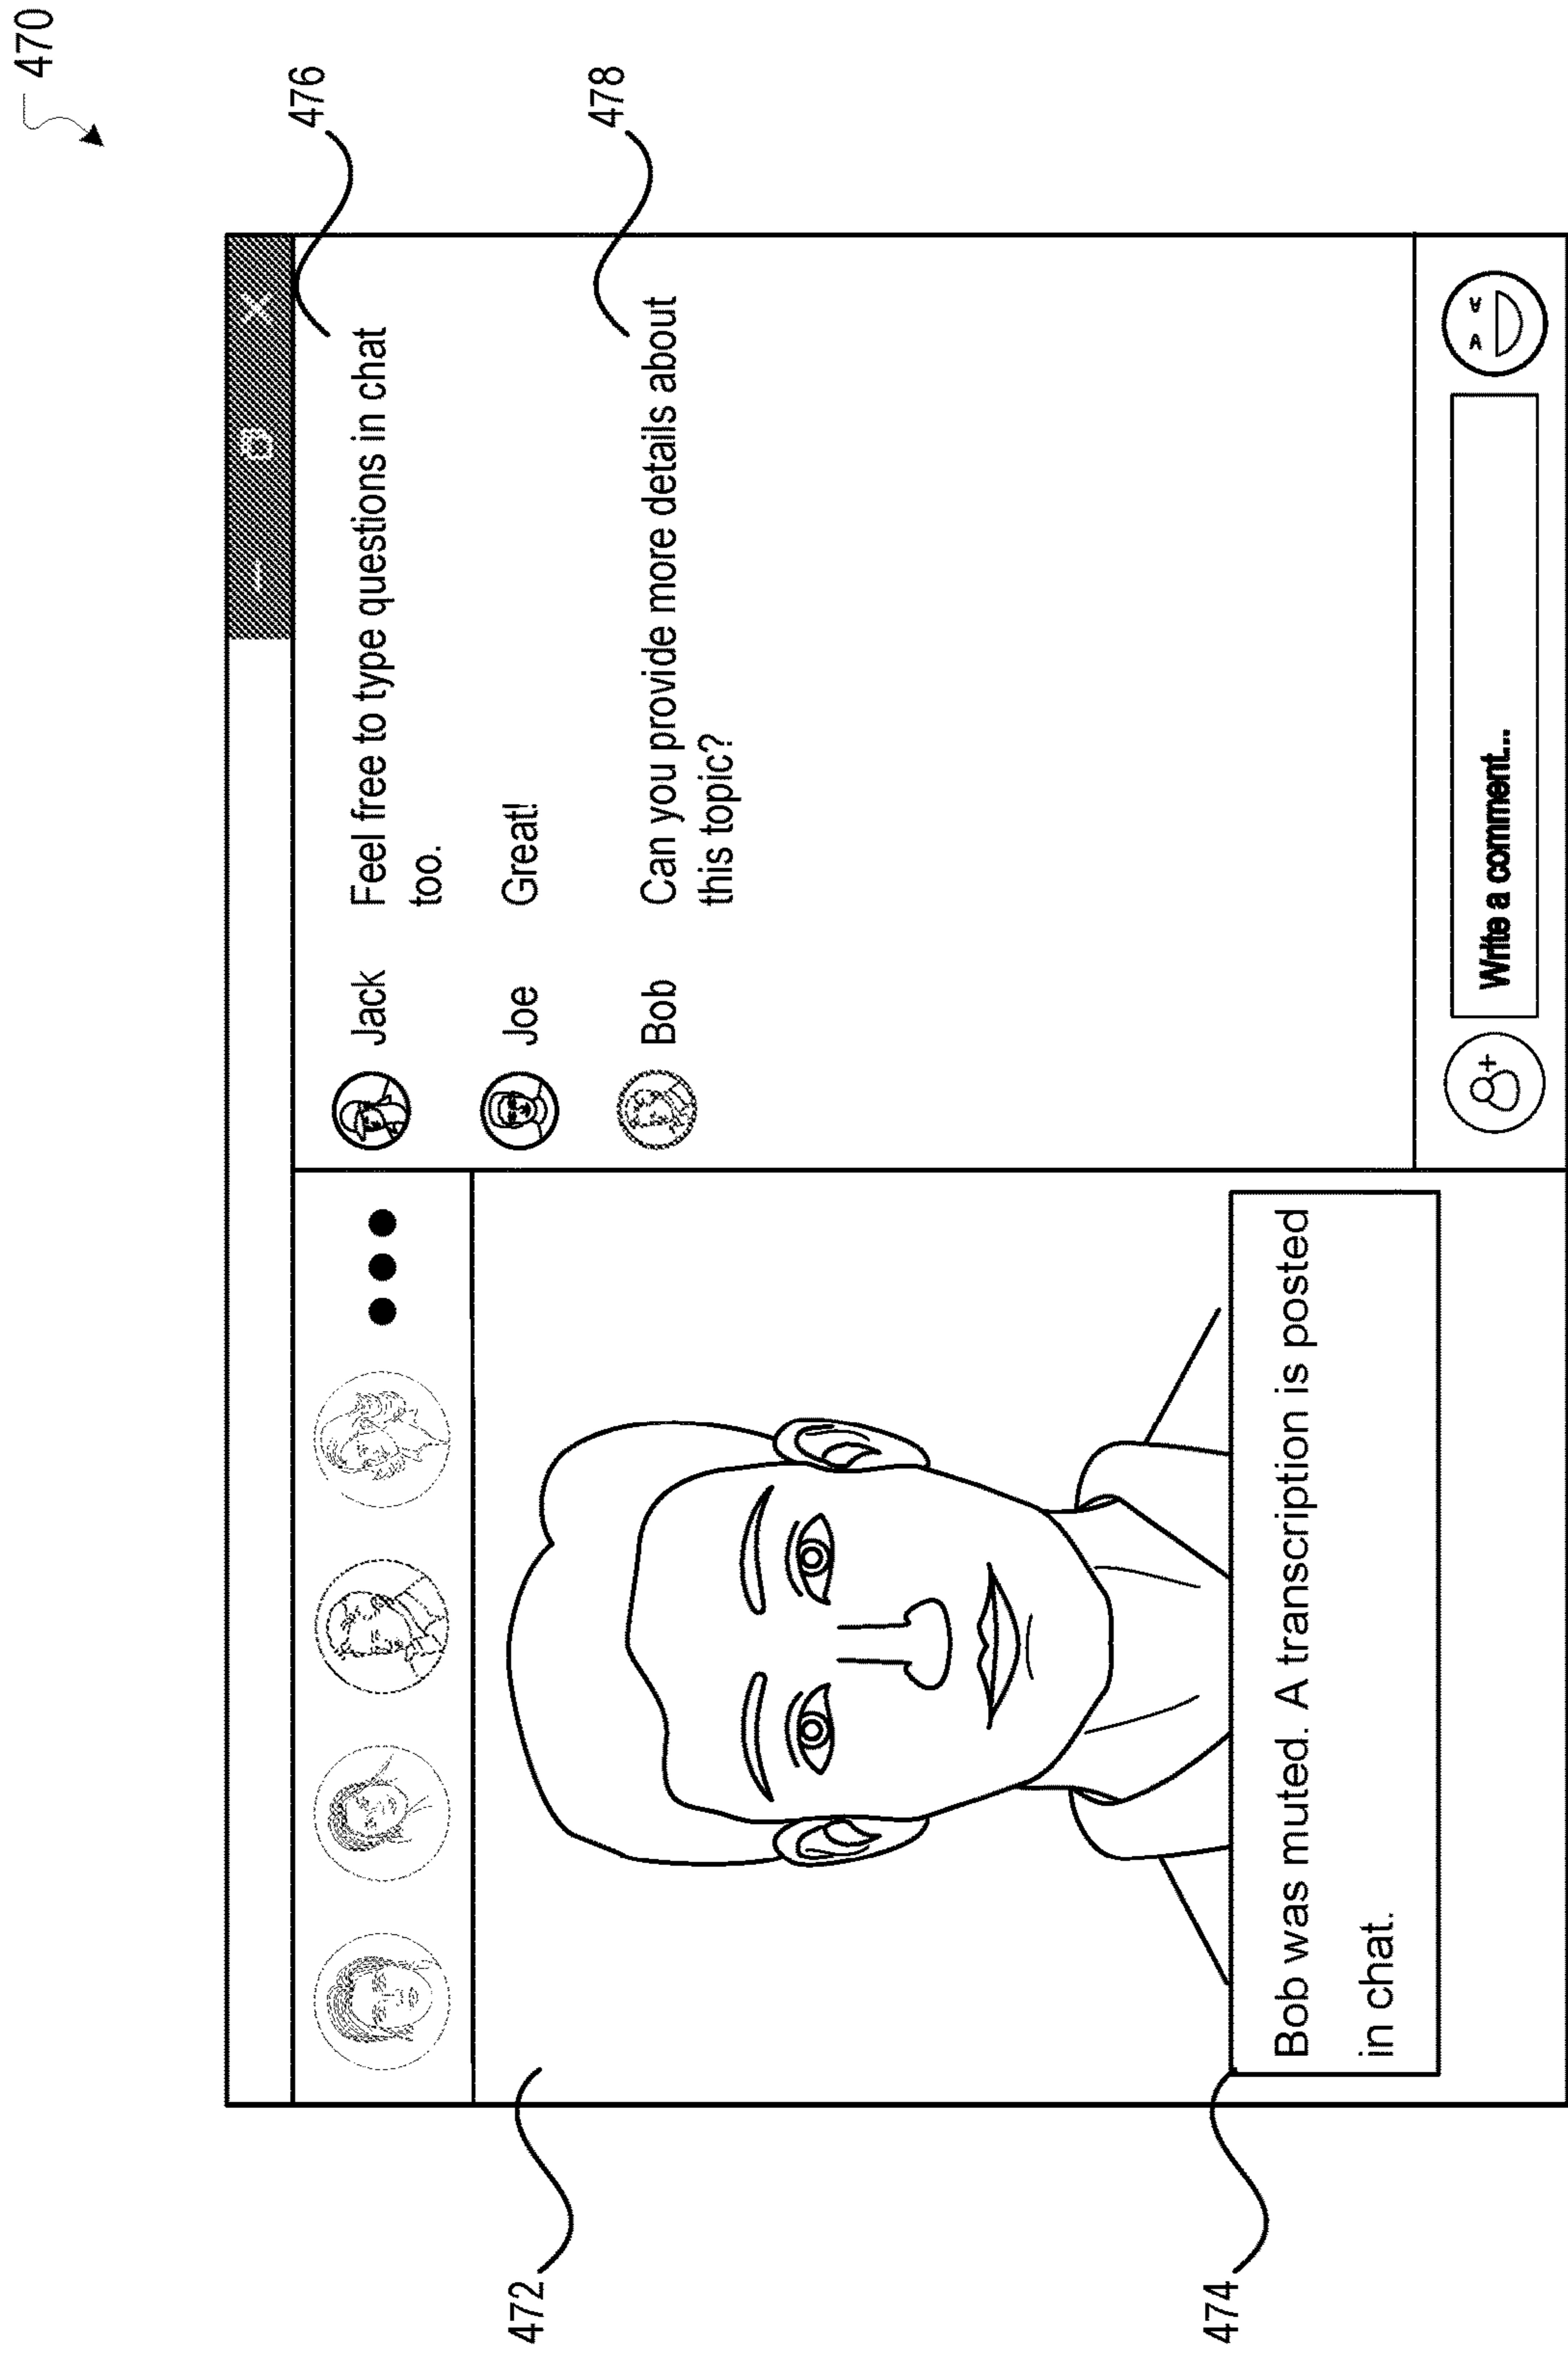 470
476
Jack Feel free to type questions in chat
too.
Joe Great!
478
Bob Can you provide more details about
this topic?
Write a comment...
472
474
Bob was muted. A transcription is posted
in chat.